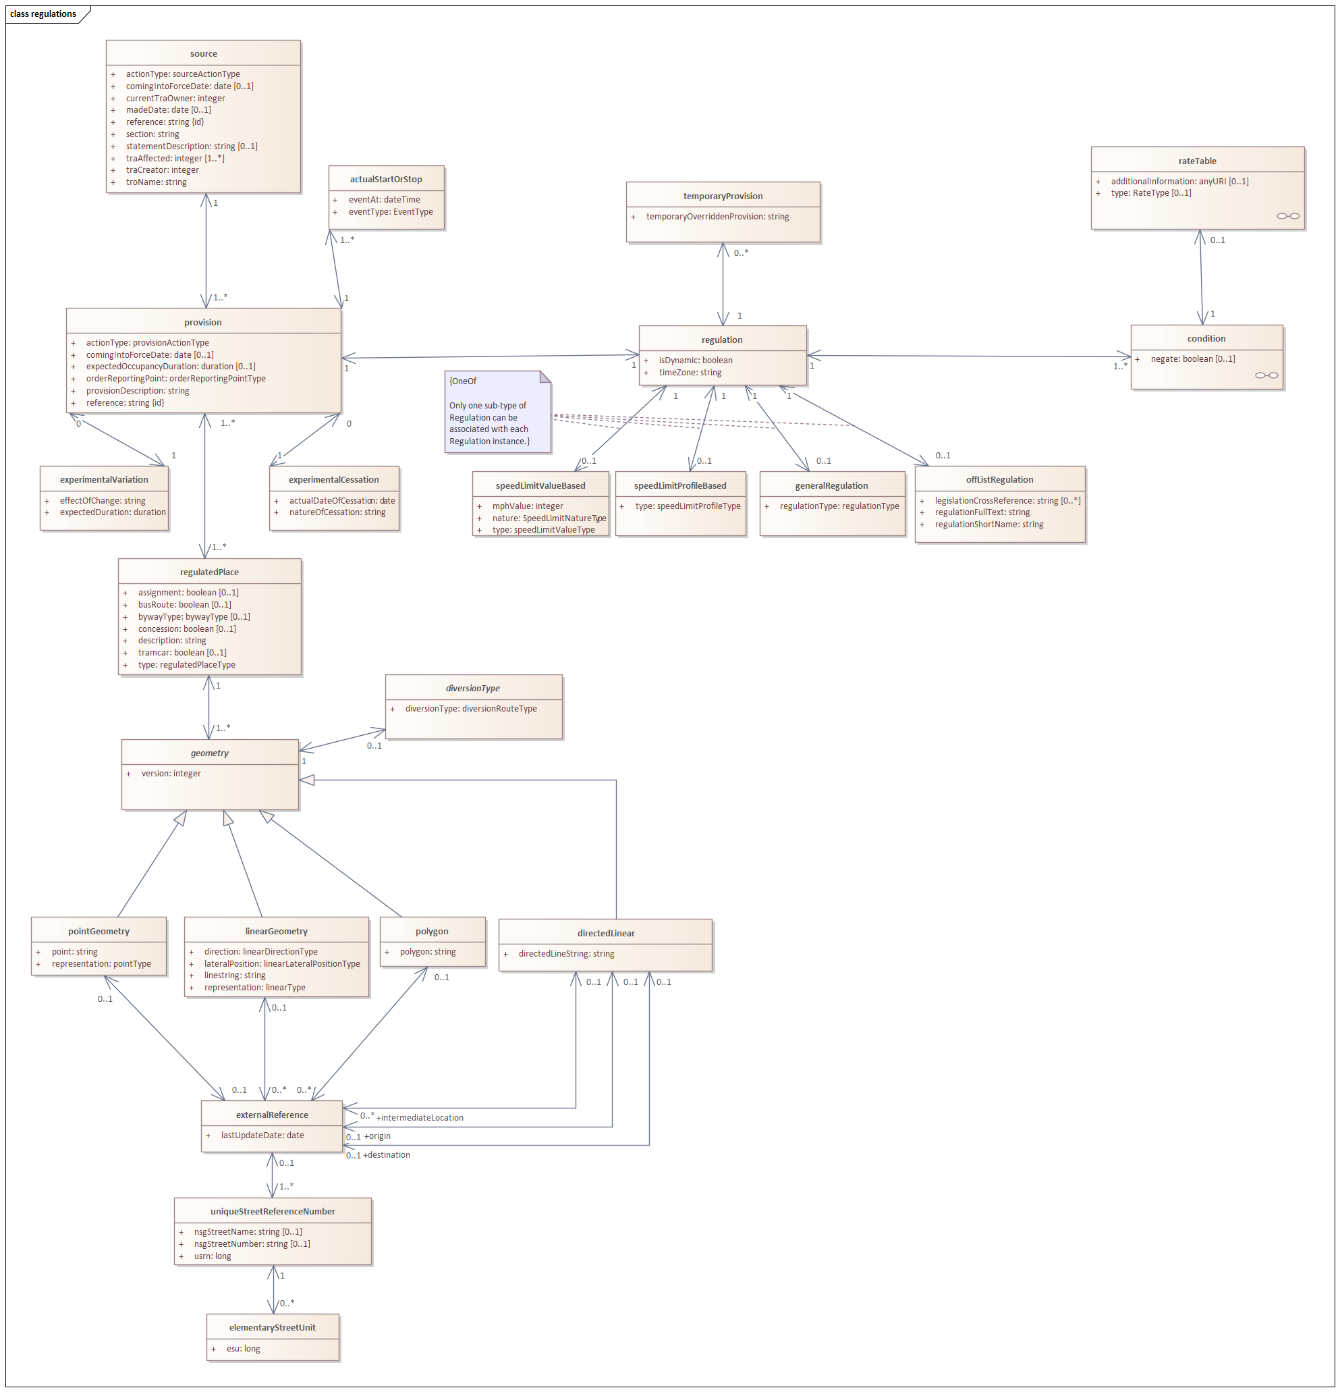 class regulations
source
+ actionType: sourceActionType
+ comingIntoForceDate: date [0..1]
+ currentTraOwner: integer
+ madeDate: date [0..1]
+ reference: string {id}
+ section: string
+ statementDescription: string [0..1]
+ traAffected: integer [1..*]
+ traCreator: integer
+ troName: string
1
1..*
actualStartOrStop
+ eventAt: dateTime
+ eventType: EventType
1..*
1
temporaryProvision
+ temporaryOverriddenProvision: string
0..*
1
rateTable
+ additionalInformation: anyURI [0..1]
+ type: RateType [0..1]
0..1
1
provision
+ actionType: provisionActionType
+ comingIntoForceDate: date [0..1]
+ expectedOccupancyDuration: duration [0..1]
+ orderReportingPoint: orderReportingPointType
+ provisionDescription: string
+ reference: string {id}
1
1
regulation
+ isDynamic: boolean
+ timeZone: string
1
1..*
condition
+ negate: boolean [0..1]
{OneOf
Only one sub-type of
Regulation can be
associated with each
Regulation instance.}
1
1
1
1
0..1
0..1
0..1
0..1
0
1
1..*
0
1
experimentalVariation
+ effectOfChange: string
+ expectedDuration: duration
experimentalCessation
+ actualDateOfCessation: date
+ natureOfCessation: string
speedLimitValueBased
+ mphValue: integer
+ nature: SpeedLimitNatureType
+ type: speedLimitValueType
speedLimitProfileBased
+ type: speedLimitProfileType
generalRegulation
+ regulationType: regulationType
offListRegulation
+ legislationCrossReference: string [0..*]
+ regulationFullText: string
+ regulationShortName: string
1..*
regulatedPlace
+ assignment: boolean [0..1]
+ busRoute: boolean [0..1]
+ bywayType: bywayType [0..1]
+ concession: boolean [0..1]
+ description: string
+ tramcar: boolean [0..1]
+ type: regulatedPlaceType
1
1..*
diversionType
+ diversionType: diversionRouteType
0..1
1
geometry
+ version: integer
pointGeometry
+ point: string
+ representation: pointType
linearGeometry
+ direction: linearDirectionType
+ lateralPosition: linearLateralPositionType
+ linestring: string
+ representation: linearType
polygon
+ polygon: string
directedLinear
+ directedLineString: string
0..1
0..1
0..1
0..1
0..1
0..1
0..1
0..*
0..*
externalReference
+ lastUpdateDate: date
0..* +intermediateLocation
0..1 +origin
0..1 +destination
0..1
1..*
uniqueStreetReferenceNumber
+ nsgStreetName: string [0..1]
+ nsgStreetNumber: string [0..1]
+ usrn: long
1
0..*
elementaryStreetUnit
+ esu: long